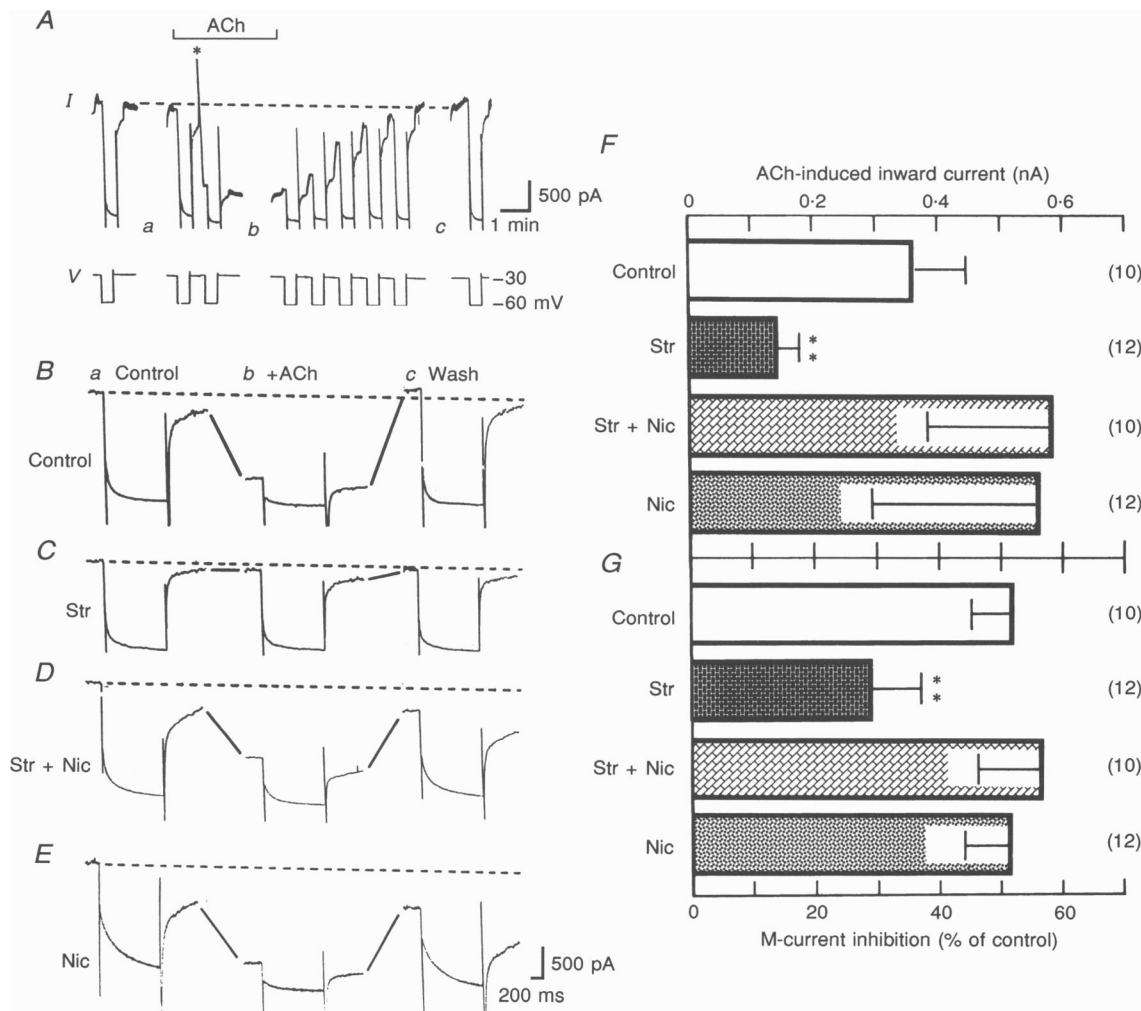 A
ACh
*
I
500 pA
1 min
a
b
c
V
−30
−60 mV
B
a Control
b +ACh
c Wash
Control
C
Str
D
Str + Nic
E
Nic
500 pA
200 ms
F
ACh-induced inward current (nA)
0 0·2 0·4 0·6
Control (10)
Str ** (12)
Str + Nic (10)
Nic (12)
G
Control (10)
Str ** (12)
Str + Nic (10)
Nic (12)
0 20 40 60
M-current inhibition (% of control)